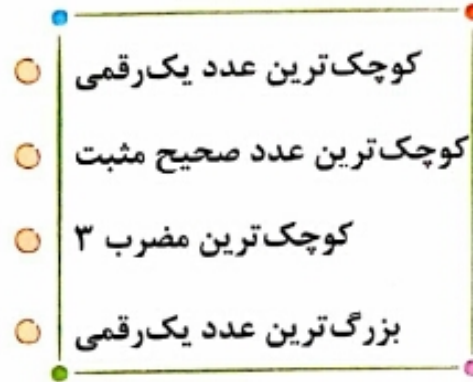 کوچک‌ترین عدد یک‌رقمی
کوچک‌ترین عدد صحیح مثبت
کوچک‌ترین مضرب ۳
بزرگ‌ترین عدد یک‌رقمی